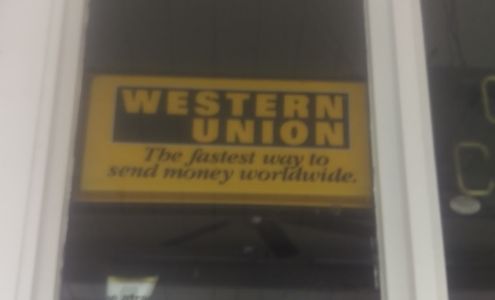 WESTERN
UNION
The fastest way to
send money worldwide.